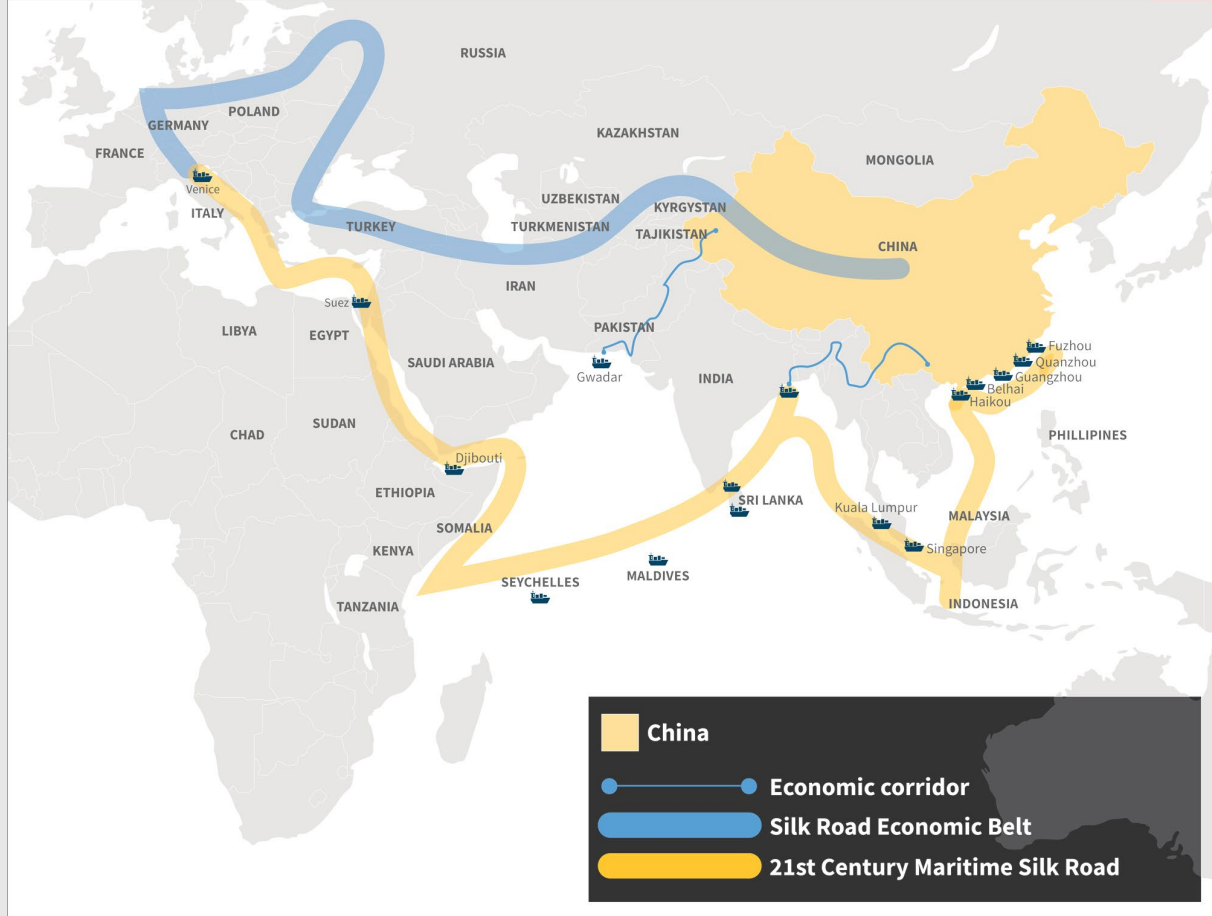 RUSSIA
POLAND
GERMANY
FRANCE
KAZAKHSTAN
MONGOLIA
Venice
ITALY
UZBEKISTAN
KYRGYSTAN
TURKEY
TURKMENISTAN
TAJIKISTAN
CHINA
IRAN
Suez
LIBYA
EGYPT
PAKISTAN
Fuzhou
Quanzhou
SAUDI ARABIA
Gwadar
INDIA
Guangzhou
Belhai
Haikou
SUDAN
CHAD
PHILLIPINES
Djibouti
ETHIOPIA
SRI LANKA
Kuala Lumpur
MALAYSIA
SOMALIA
KENYA
Singapore
SEYCHELLES
MALDIVES
TANZANIA
INDONESIA
China
Economic corridor
Silk Road Economic Belt
21st Century Maritime Silk Road